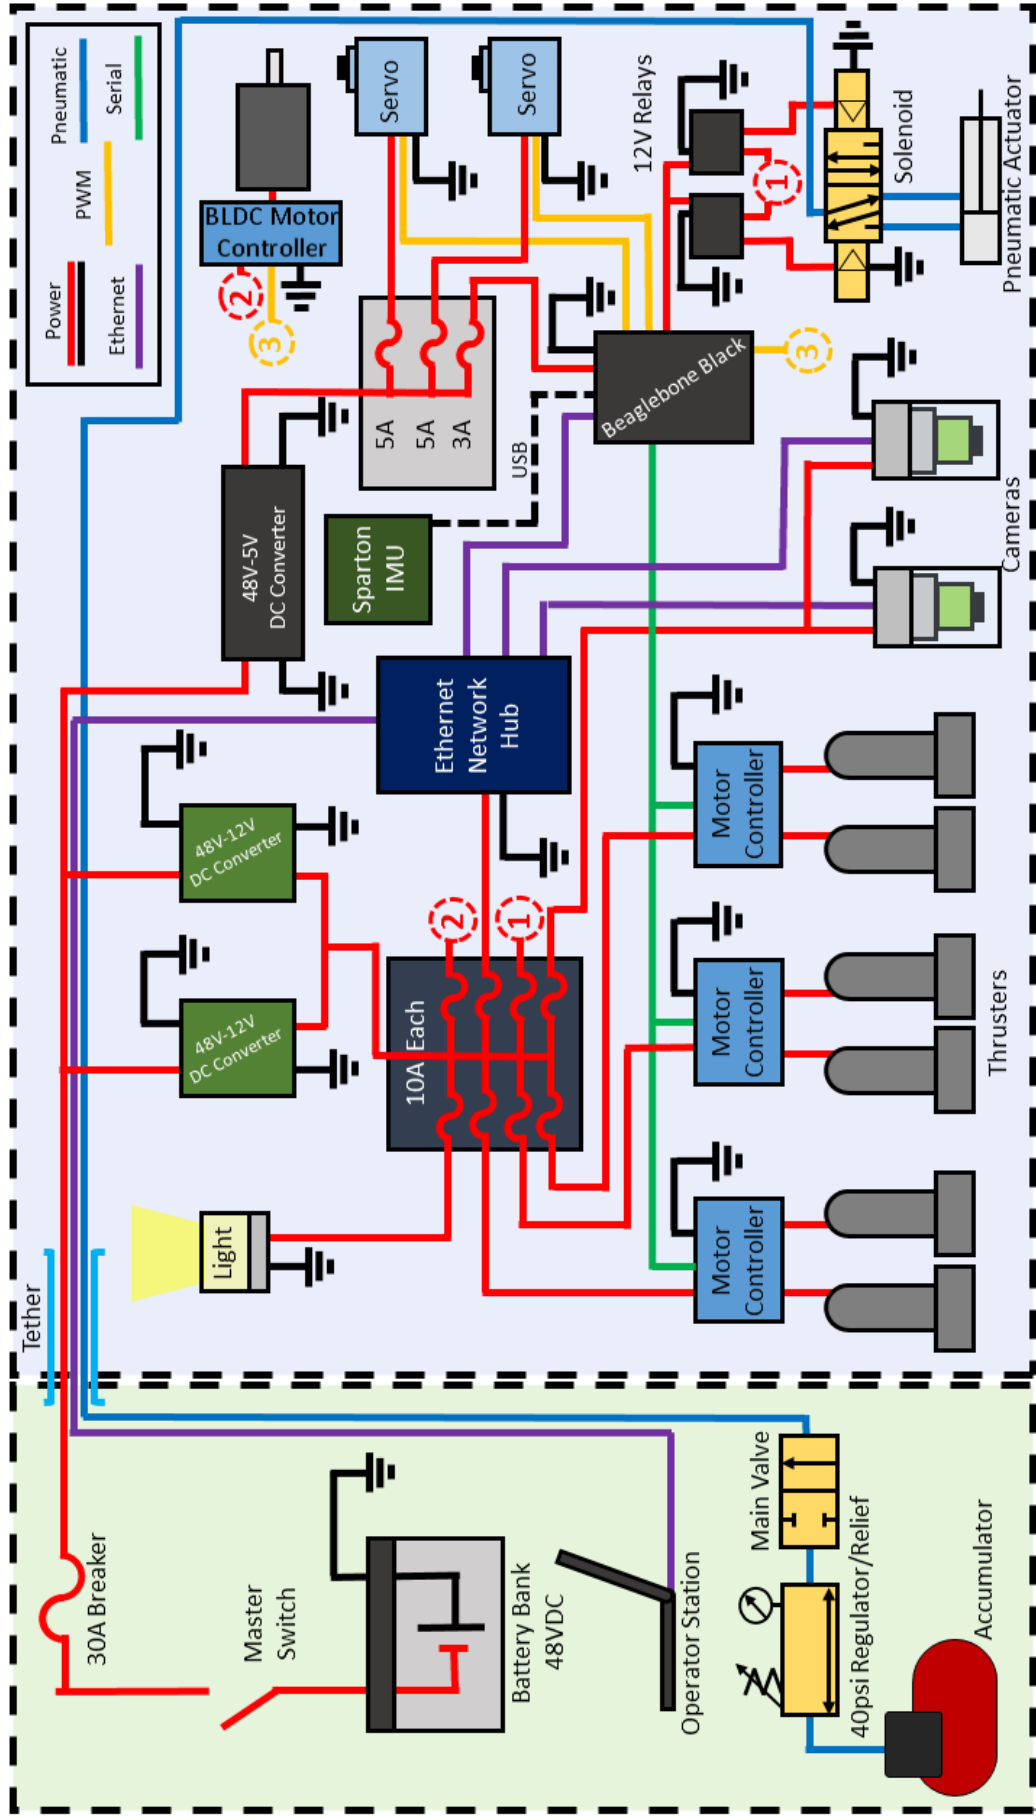 Power
Pneumatic
PWM
Ethernet
Serial
Tether
30A Breaker
Master
Switch
Battery Bank
48VDC
Operator Station
Main Valve
40psi Regulator/Relief
Accumulator
Light
48V-12V
DC Converter
48V-12V
DC Converter
48V-5V
DC Converter
10A Each
2
1
Ethernet
Network
Hub
Sparton
IMU
USB
5A
5A
3A
BLDC Motor
Controller
2
3
Servo
Servo
Beaglebone Black
3
12V Relays
1
Solenoid
Pneumatic Actuator
Cameras
Motor
Controller
Motor
Controller
Motor
Controller
Thrusters